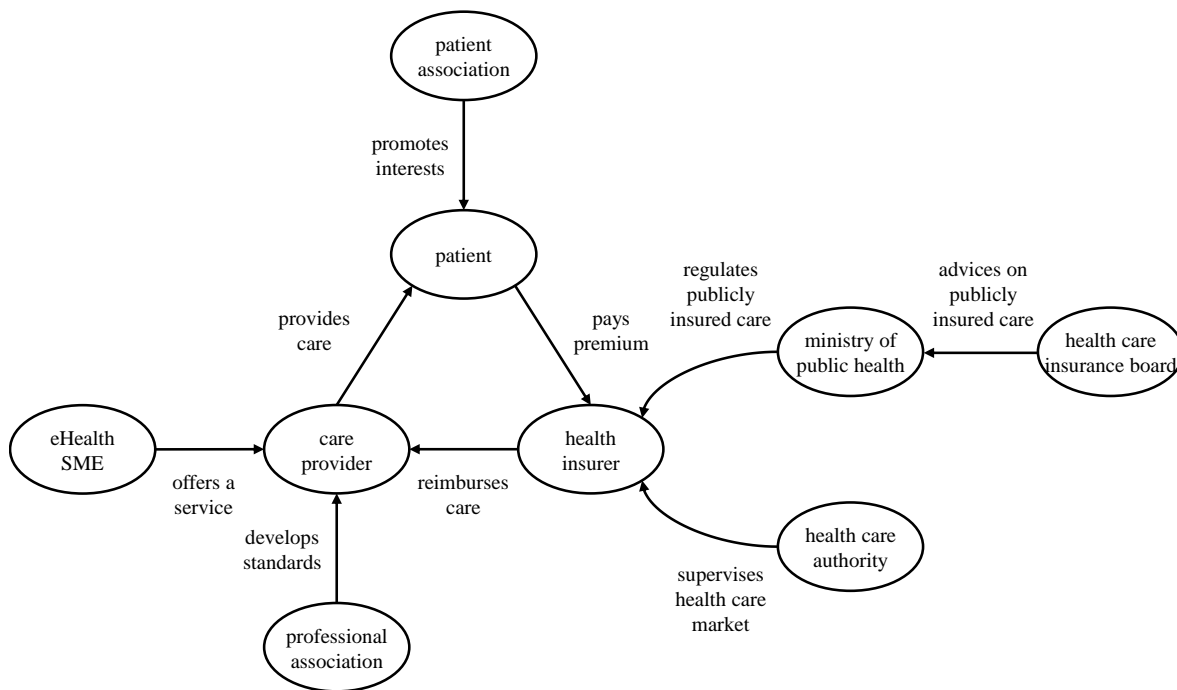 patient
association
promotes
interests
patient
regulates
publicly
insured care
advices on
publicly
insured care
provides
care
pays
premium
ministry of
public health
health care
insurance board
eHealth
SME
care
provider
health
insurer
offers a
service
reimburses
care
develops
standards
health care
authority
supervises
health care
market
professional
association